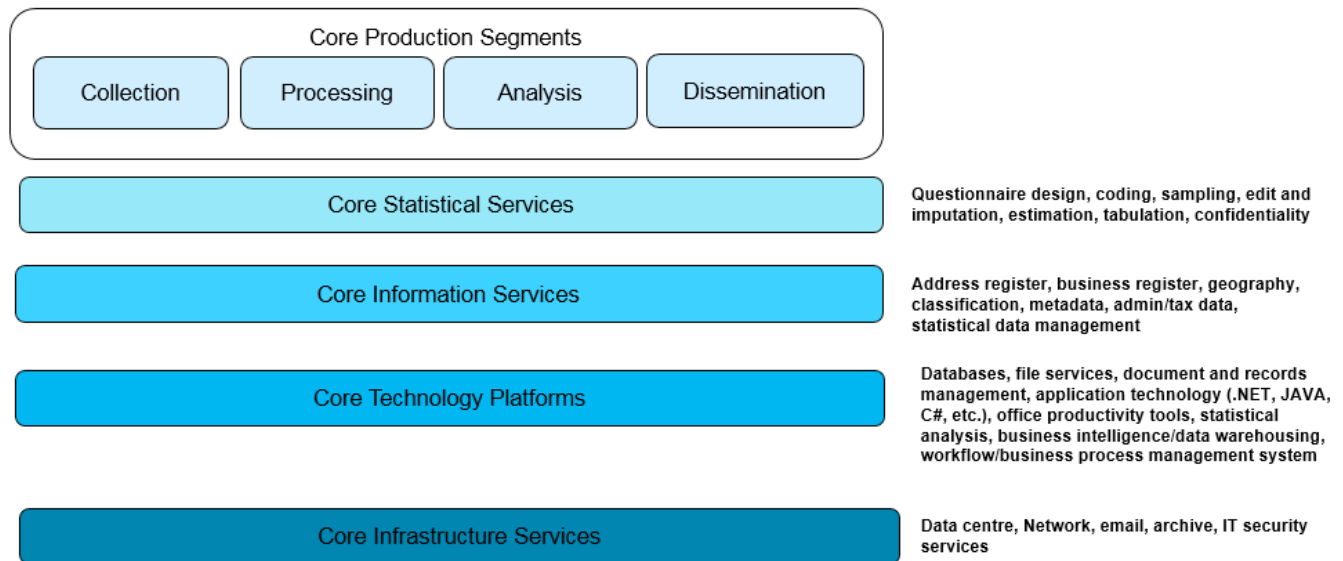 Core Production Segments
Collection
Processing
Analysis
Dissemination
Core Statistical Services
Questionnaire design, coding, sampling, edit and
imputation, estimation, tabulation, confidentiality
Core Information Services
Address register, business register, geography,
classification, metadata, admin/tax data,
statistical data management
Core Technology Platforms
Databases, file services, document and records
management, application technology (.NET, JAVA,
C#, etc.), office productivity tools, statistical
analysis, business intelligence/data warehousing,
workflow/business process management system
Core Infrastructure Services
Data centre, Network, email, archive, IT security
services